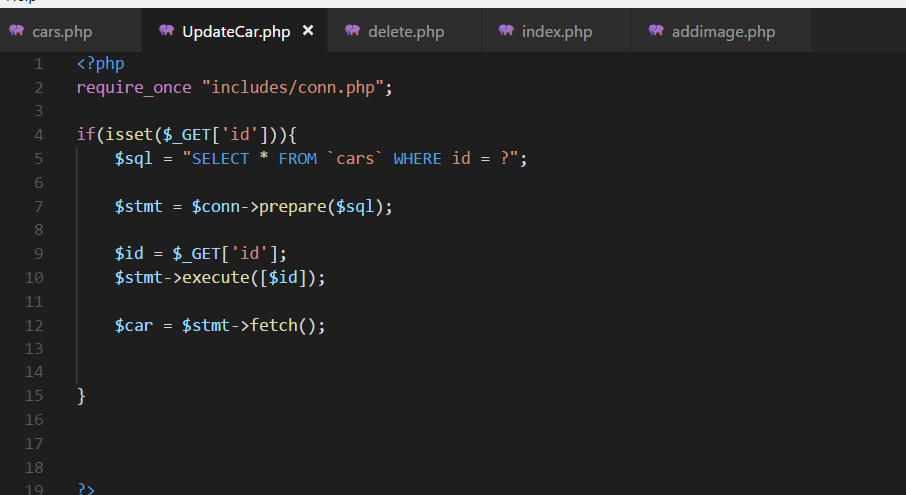 Help
cars.php UpdateCar.php × delete.php index.php addimage.php
1 <?php
2 require_once "includes/conn.php";
3
4 if(isset($_GET['id'])){
5 $sql = "SELECT * FROM `cars` WHERE id = ?";
6
7 $stmt = $conn->prepare($sql);
8
9 $id = $_GET['id'];
10 $stmt->execute([$id]);
11
12 $car = $stmt->fetch();
13
14
15 }
16
17
18
19 ?>